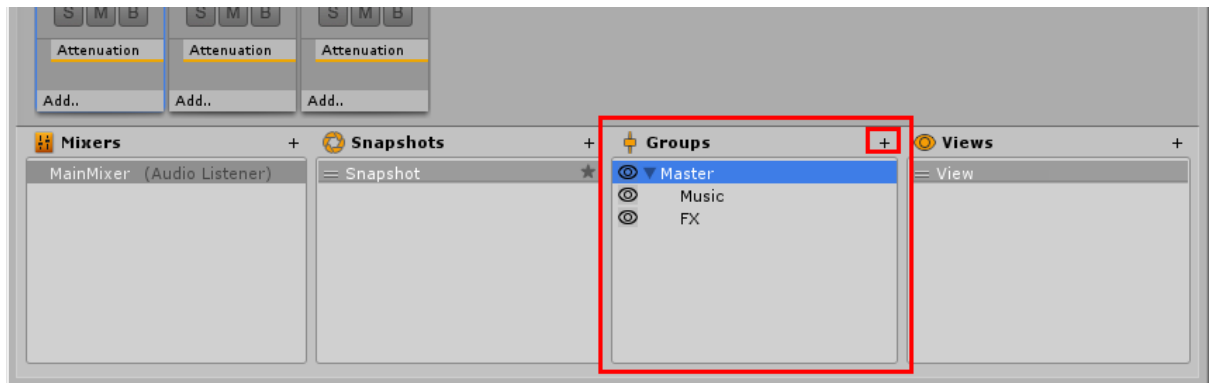 S M B S M B S M B
Attenuation Attenuation Attenuation
Add.. Add.. Add..
Mixers + Snapshots + Groups + Views +
MainMixer (Audio Listener) Snapshot Master View
Music
FX